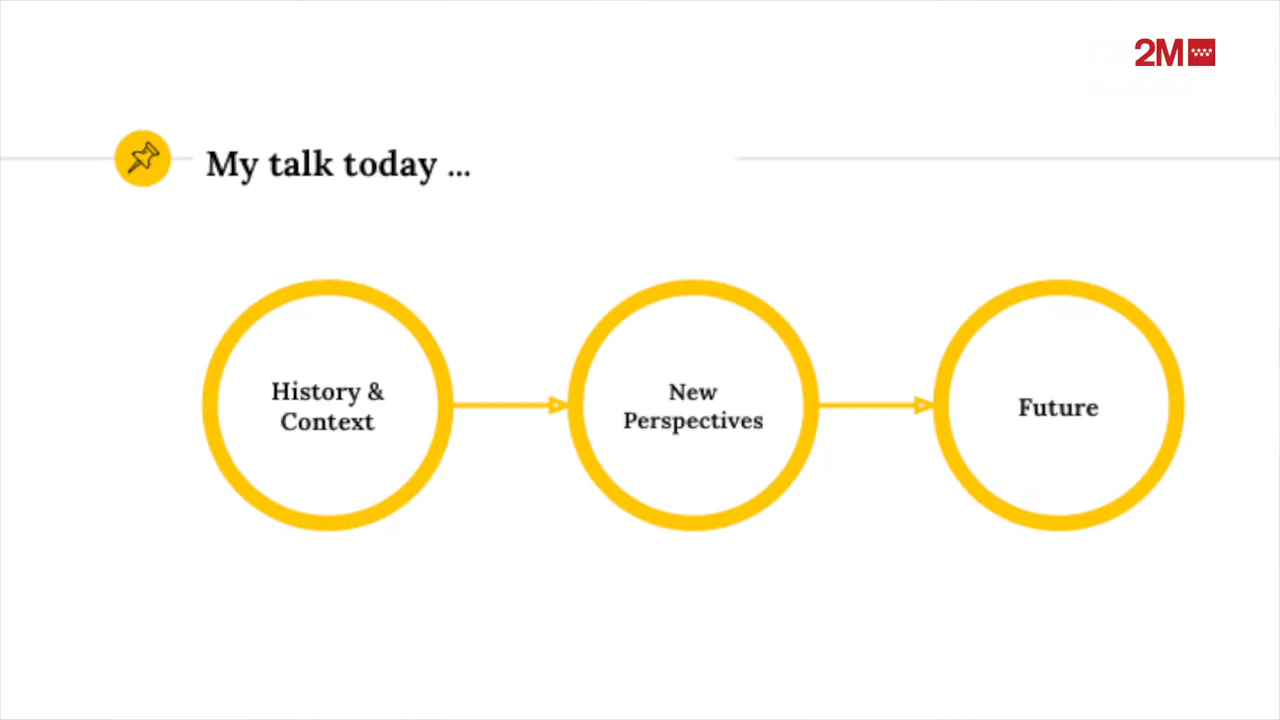 2M
My talk today ...
History &
Context
New
Perspectives
Future